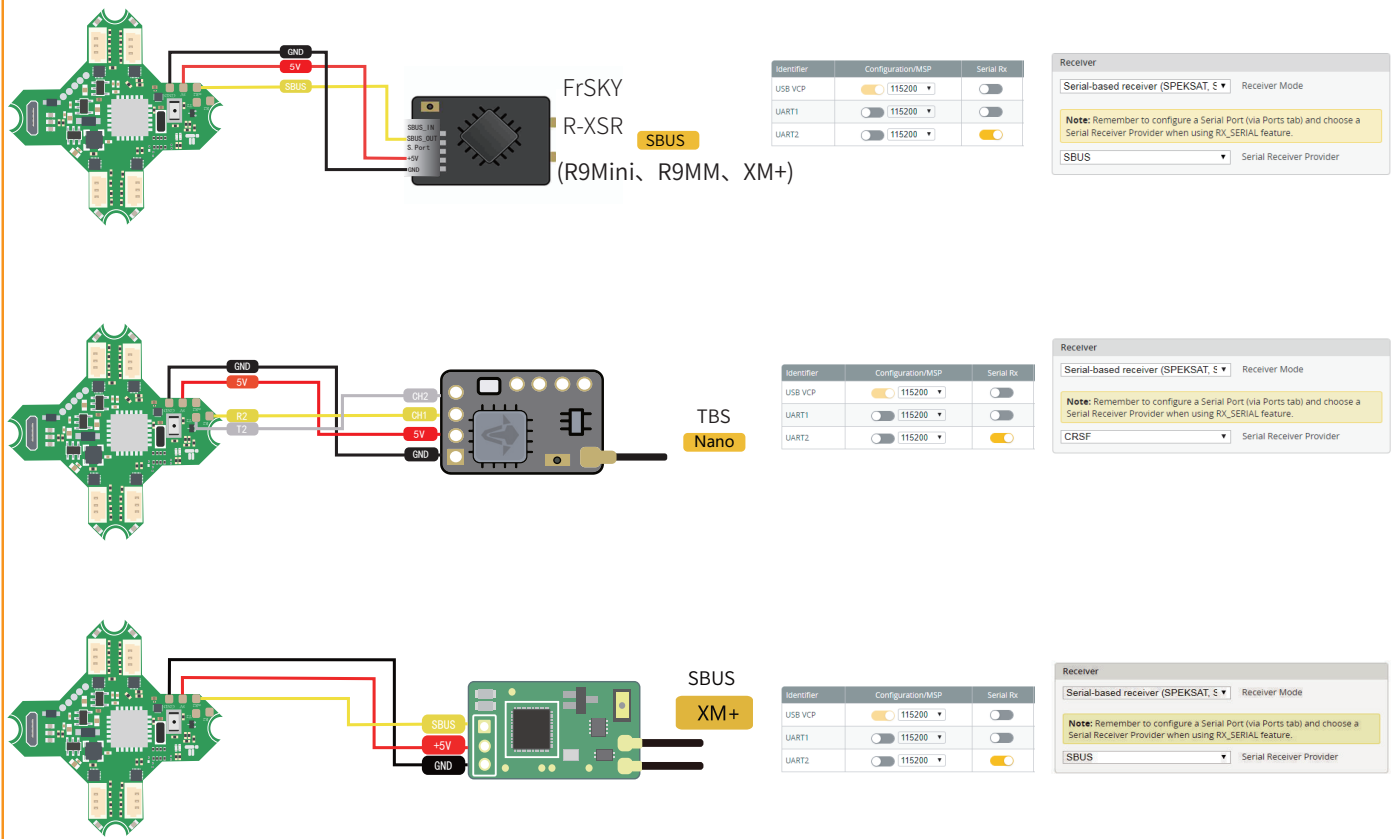 GND
5V
SBUS
SBUS_IN
SBUS_OUT
S.Port
+5V
GND
FrSKY
R-XSR
SBUS
(R9Mini、R9MM、XM+)
Identifier Configuration/MSP Serial Rx
USB VCP 115200
UART1 115200
UART2 115200
Receiver
Serial-based receiver (SPEKSAT, S Receiver Mode
Note: Remember to configure a Serial Port (via Ports tab) and choose a
Serial Receiver Provider when using RX_SERIAL feature.
SBUS Serial Receiver Provider
GND
5V
R2
T2
CH2
CH1
5V
GND
TBS
Nano
Identifier Configuration/MSP Serial Rx
USB VCP 115200
UART1 115200
UART2 115200
Receiver
Serial-based receiver (SPEKSAT, S Receiver Mode
Note: Remember to configure a Serial Port (via Ports tab) and choose a
Serial Receiver Provider when using RX_SERIAL feature.
CRSF Serial Receiver Provider
SBUS
+5V
GND
SBUS
XM+
Identifier Configuration/MSP Serial Rx
USB VCP 115200
UART1 115200
UART2 115200
Receiver
Serial-based receiver (SPEKSAT, S Receiver Mode
Note: Remember to configure a Serial Port (via Ports tab) and choose a
Serial Receiver Provider when using RX_SERIAL feature.
SBUS Serial Receiver Provider